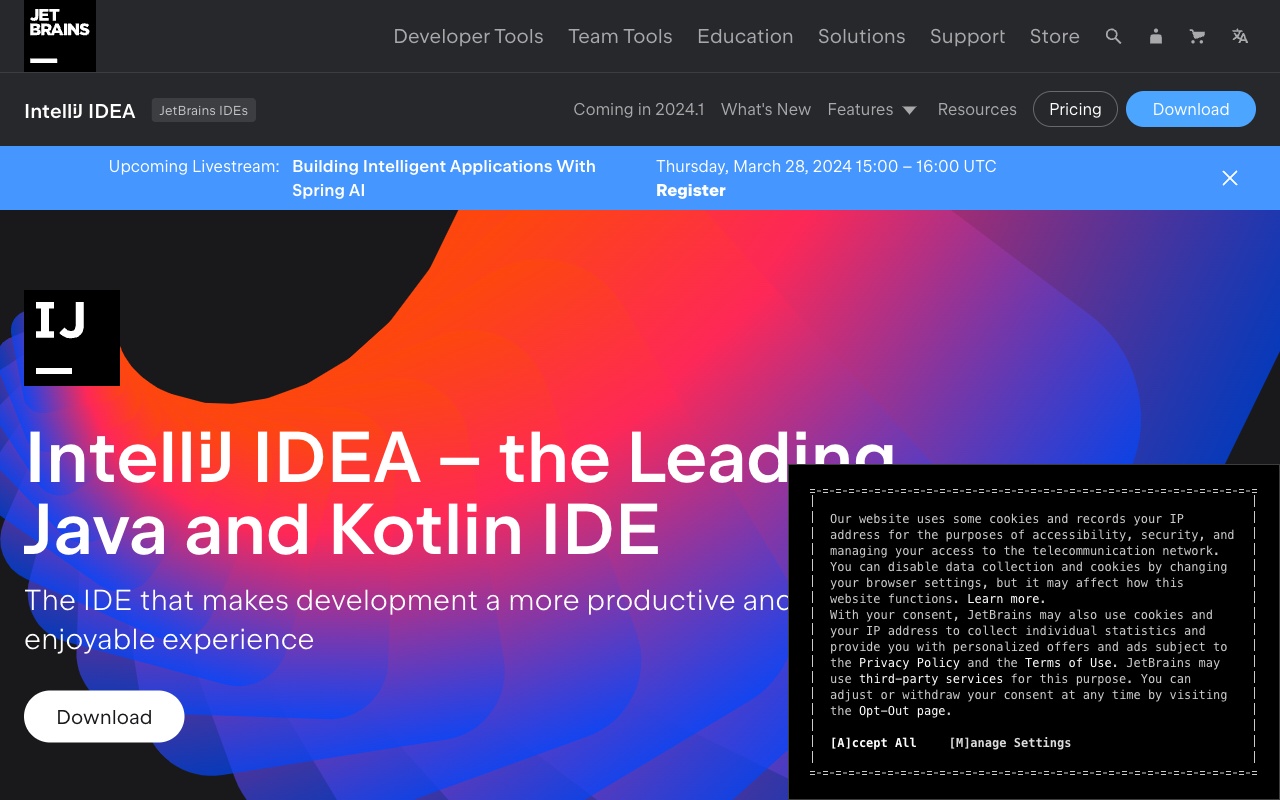 JET
BRAINS
Developer Tools
Team Tools
Education
Solutions
Support
Store
IntelliJ IDEA
JetBrains IDEs
Coming in 2024.1
What's New
Features
Resources
Pricing
Download
Upcoming Livestream:
Building Intelligent Applications With
Spring AI
Thursday, March 28, 2024 15:00 – 16:00 UTC
Register
IJ
IntelliJ IDEA – the Leading
Java and Kotlin IDE
The IDE that makes development a more productive and
enjoyable experience
Download
Our website uses some cookies and records your IP
address for the purposes of accessibility, security, and
managing your access to the telecommunication network.
You can disable data collection and cookies by changing
your browser settings, but it may affect how this
website functions. Learn more.
With your consent, JetBrains may also use cookies and
your IP address to collect individual statistics and
provide you with personalized offers and ads subject to
the Privacy Policy and the Terms of Use. JetBrains may
use third-party services for this purpose. You can
adjust or withdraw your consent at any time by visiting
the Opt-Out page.
[A]ccept All
[M]anage Settings